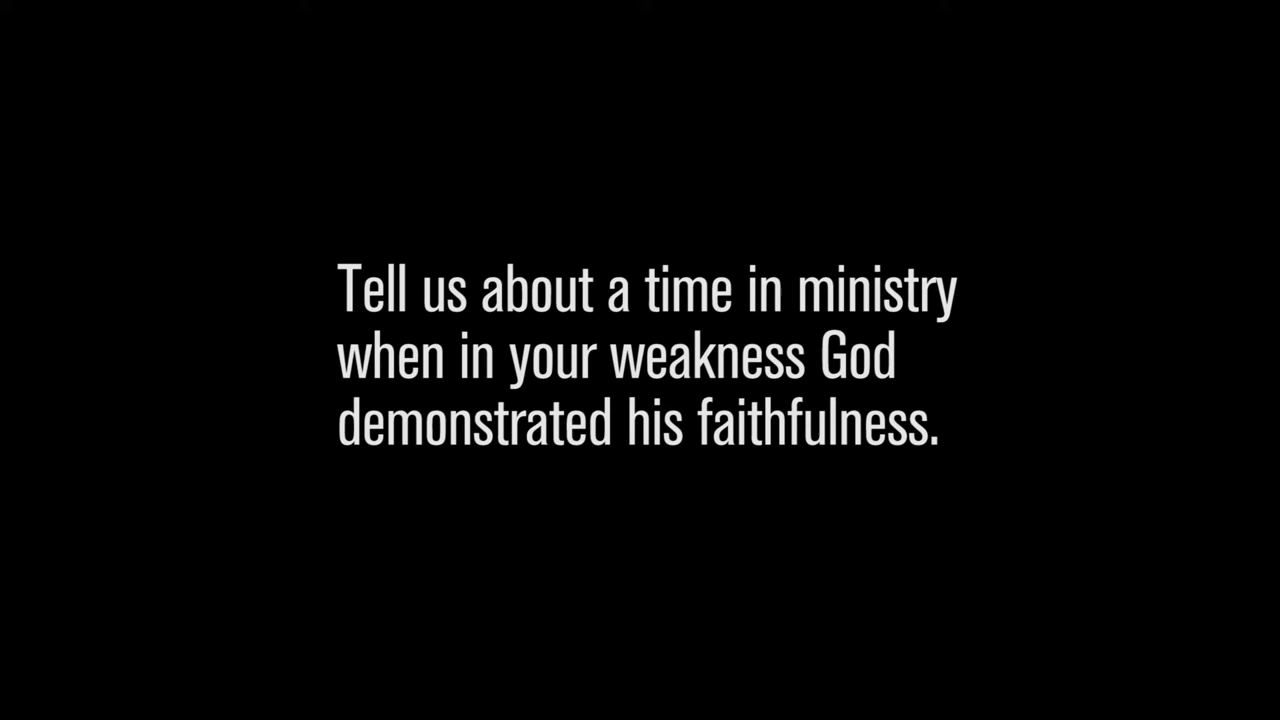 Tell us about a time in ministry
when in your weakness God
demonstrated his faithfulness.